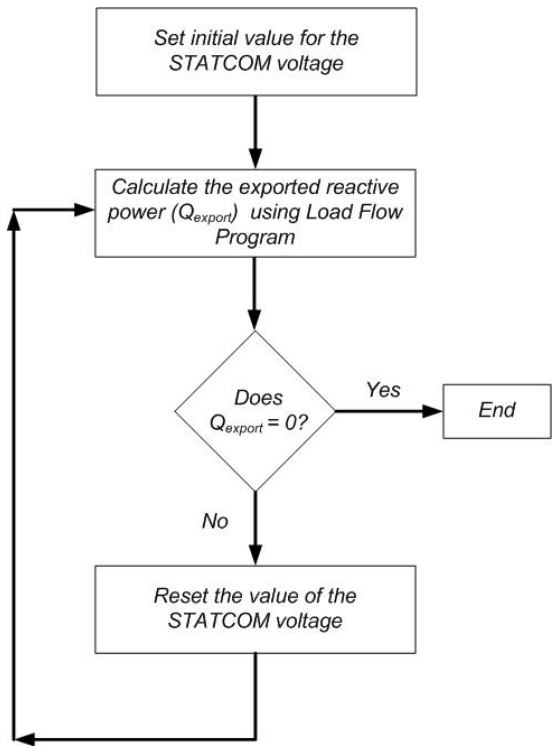 Set initial value for the
STATCOM voltage
Calculate the exported reactive
power (Qexport) using Load Flow
Program
Does
Qexport = 0?
Yes
End
No
Reset the value of the
STATCOM voltage